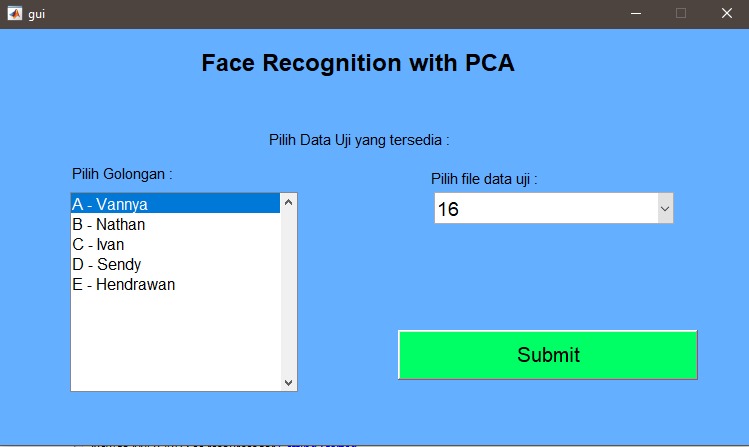 gui
Face Recognition with PCA
Pilih Data Uji yang tersedia :
Pilih Golongan :
Pilih file data uji :
A - Vannya
B - Nathan
C - Ivan
D - Sendy
E - Hendrawan
16
Submit